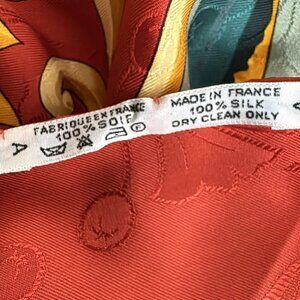 FABRIQUE EN FRANCE
100% SOIE
A
MADE IN FRANCE
100% SILK
DRY CLEAN ONLY